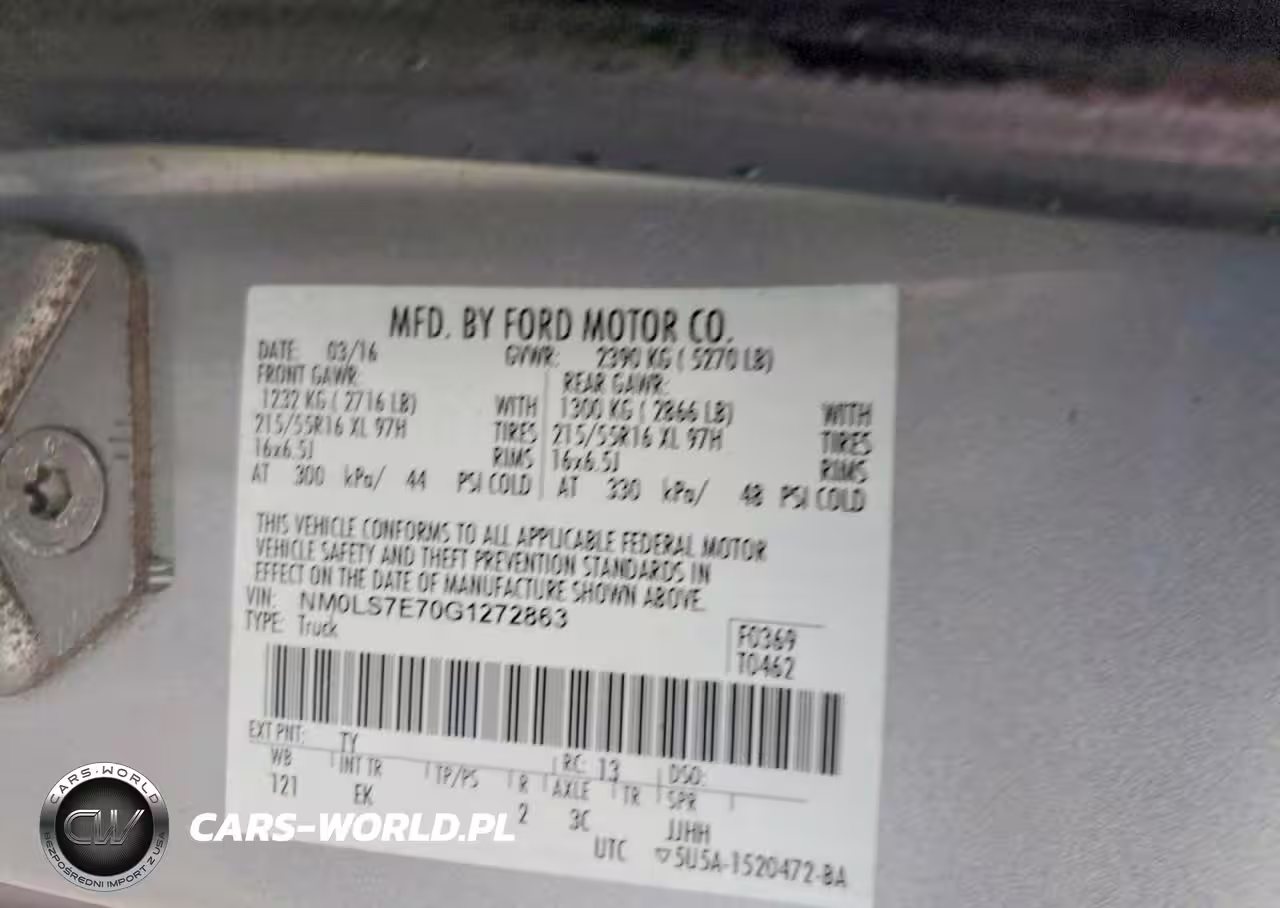 MFD. BY FORD MOTOR CO.
DATE: 03/16 GVWR: 2390 KG ( 5270 LB)
FRONT GAWR: REAR GAWR:
1232 KG ( 2716 LB) WITH 1300 KG ( 2866 LB) WITH
215/55R16 XL 97H TIRES 215/55R16 XL 97H TIRES
16x6.5J RIMS 16x6.5J RIMS
AT 300 kPa/ 44 PSI COLD AT 330 kPa/ 48 PSI COLD
THIS VEHICLE CONFORMS TO ALL APPLICABLE FEDERAL MOTOR
VEHICLE SAFETY AND THEFT PREVENTION STANDARDS IN
EFFECT ON THE DATE OF MANUFACTURE SHOWN ABOVE.
VIN: NM0LS7E70G1272863
TYPE: Truck
F0369
T0462
EXT PNT: TY RC: 13 DSO:
WB INT TR TP/PS R AXLE TR SPR
121 EK 2 3C JJHH
UTC ▽5U5A-1520472-BA
CARS-WORLD
CW
BEZPOŚREDNI IMPORT Z USA
CARS-WORLD.PL